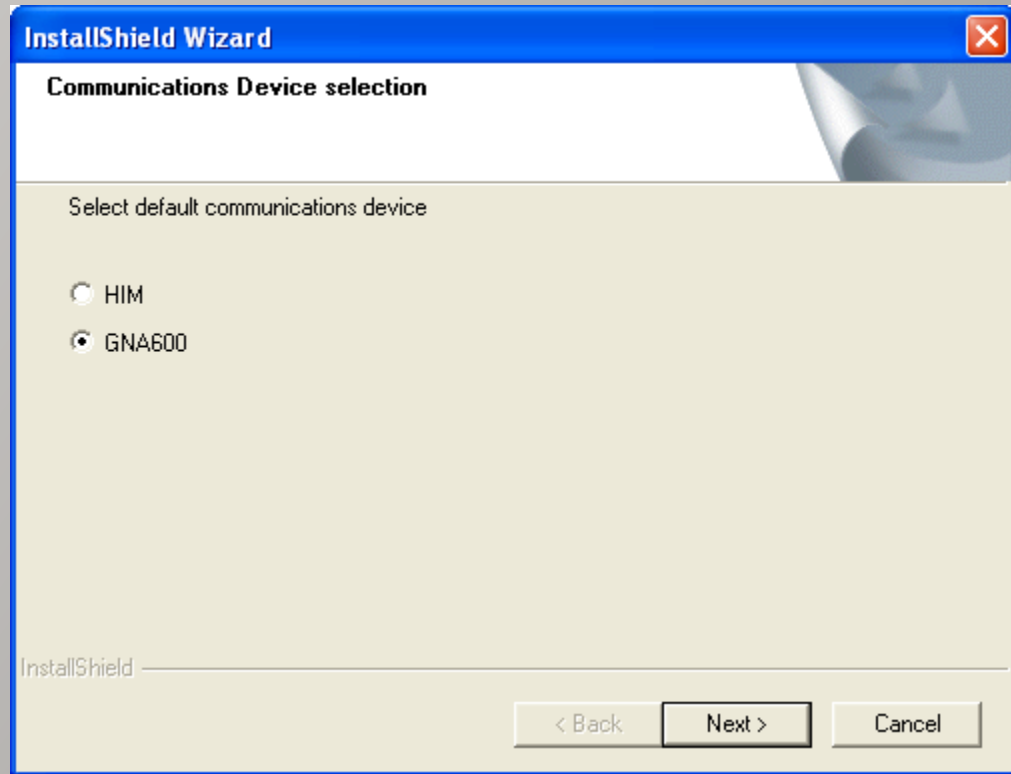 InstallShield Wizard
Communications Device selection
Select default communications device
HIM
GNA600
InstallShield
< Back Next > Cancel